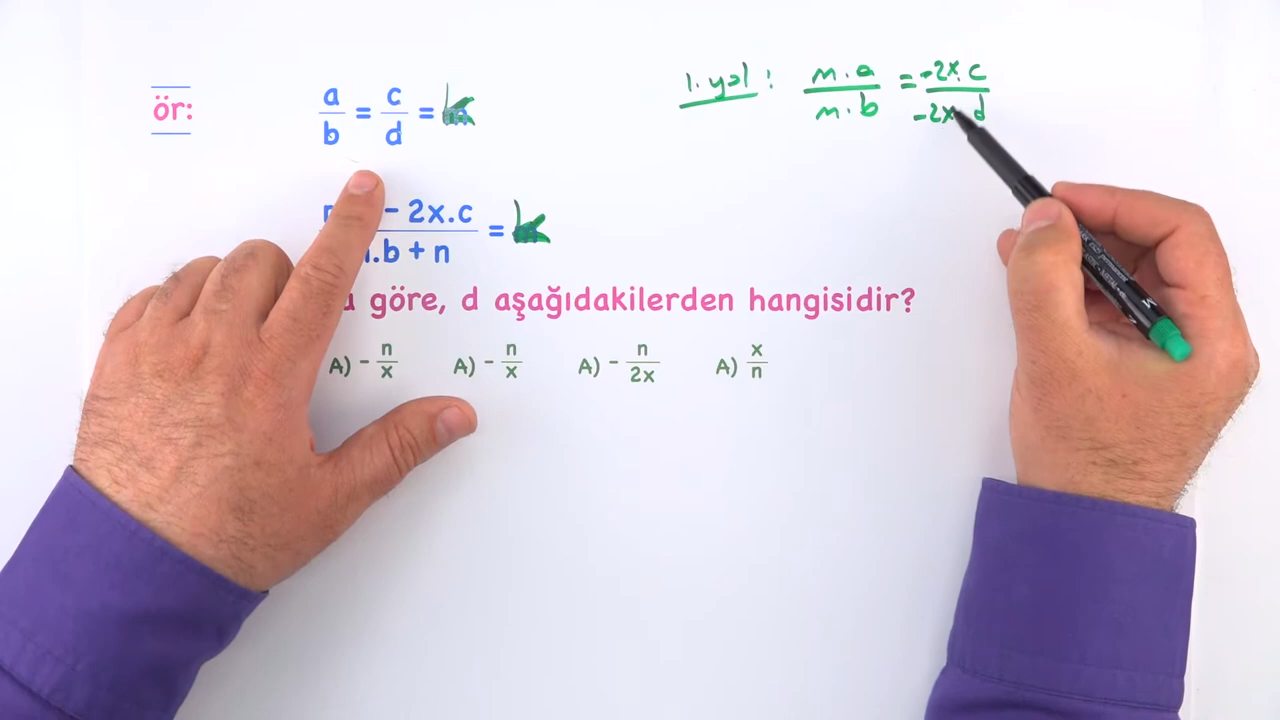 ör:
a/b = c/d = k
1. yol : m.a/m.b = -2x.c/-2x.d
- 2x.c/.b + n = k
göre, d aşağıdakilerden hangisidir?
A) - n/x A) - n/x A) - n/2x A) x/n